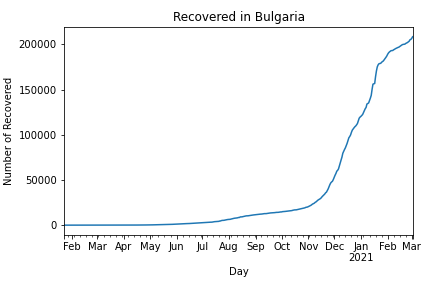 Recovered in Bulgaria
Number of Recovered
200000
150000
100000
50000
0
Feb Mar Apr May Jun Jul Aug Sep Oct Nov Dec Jan Feb Mar
2021
Day